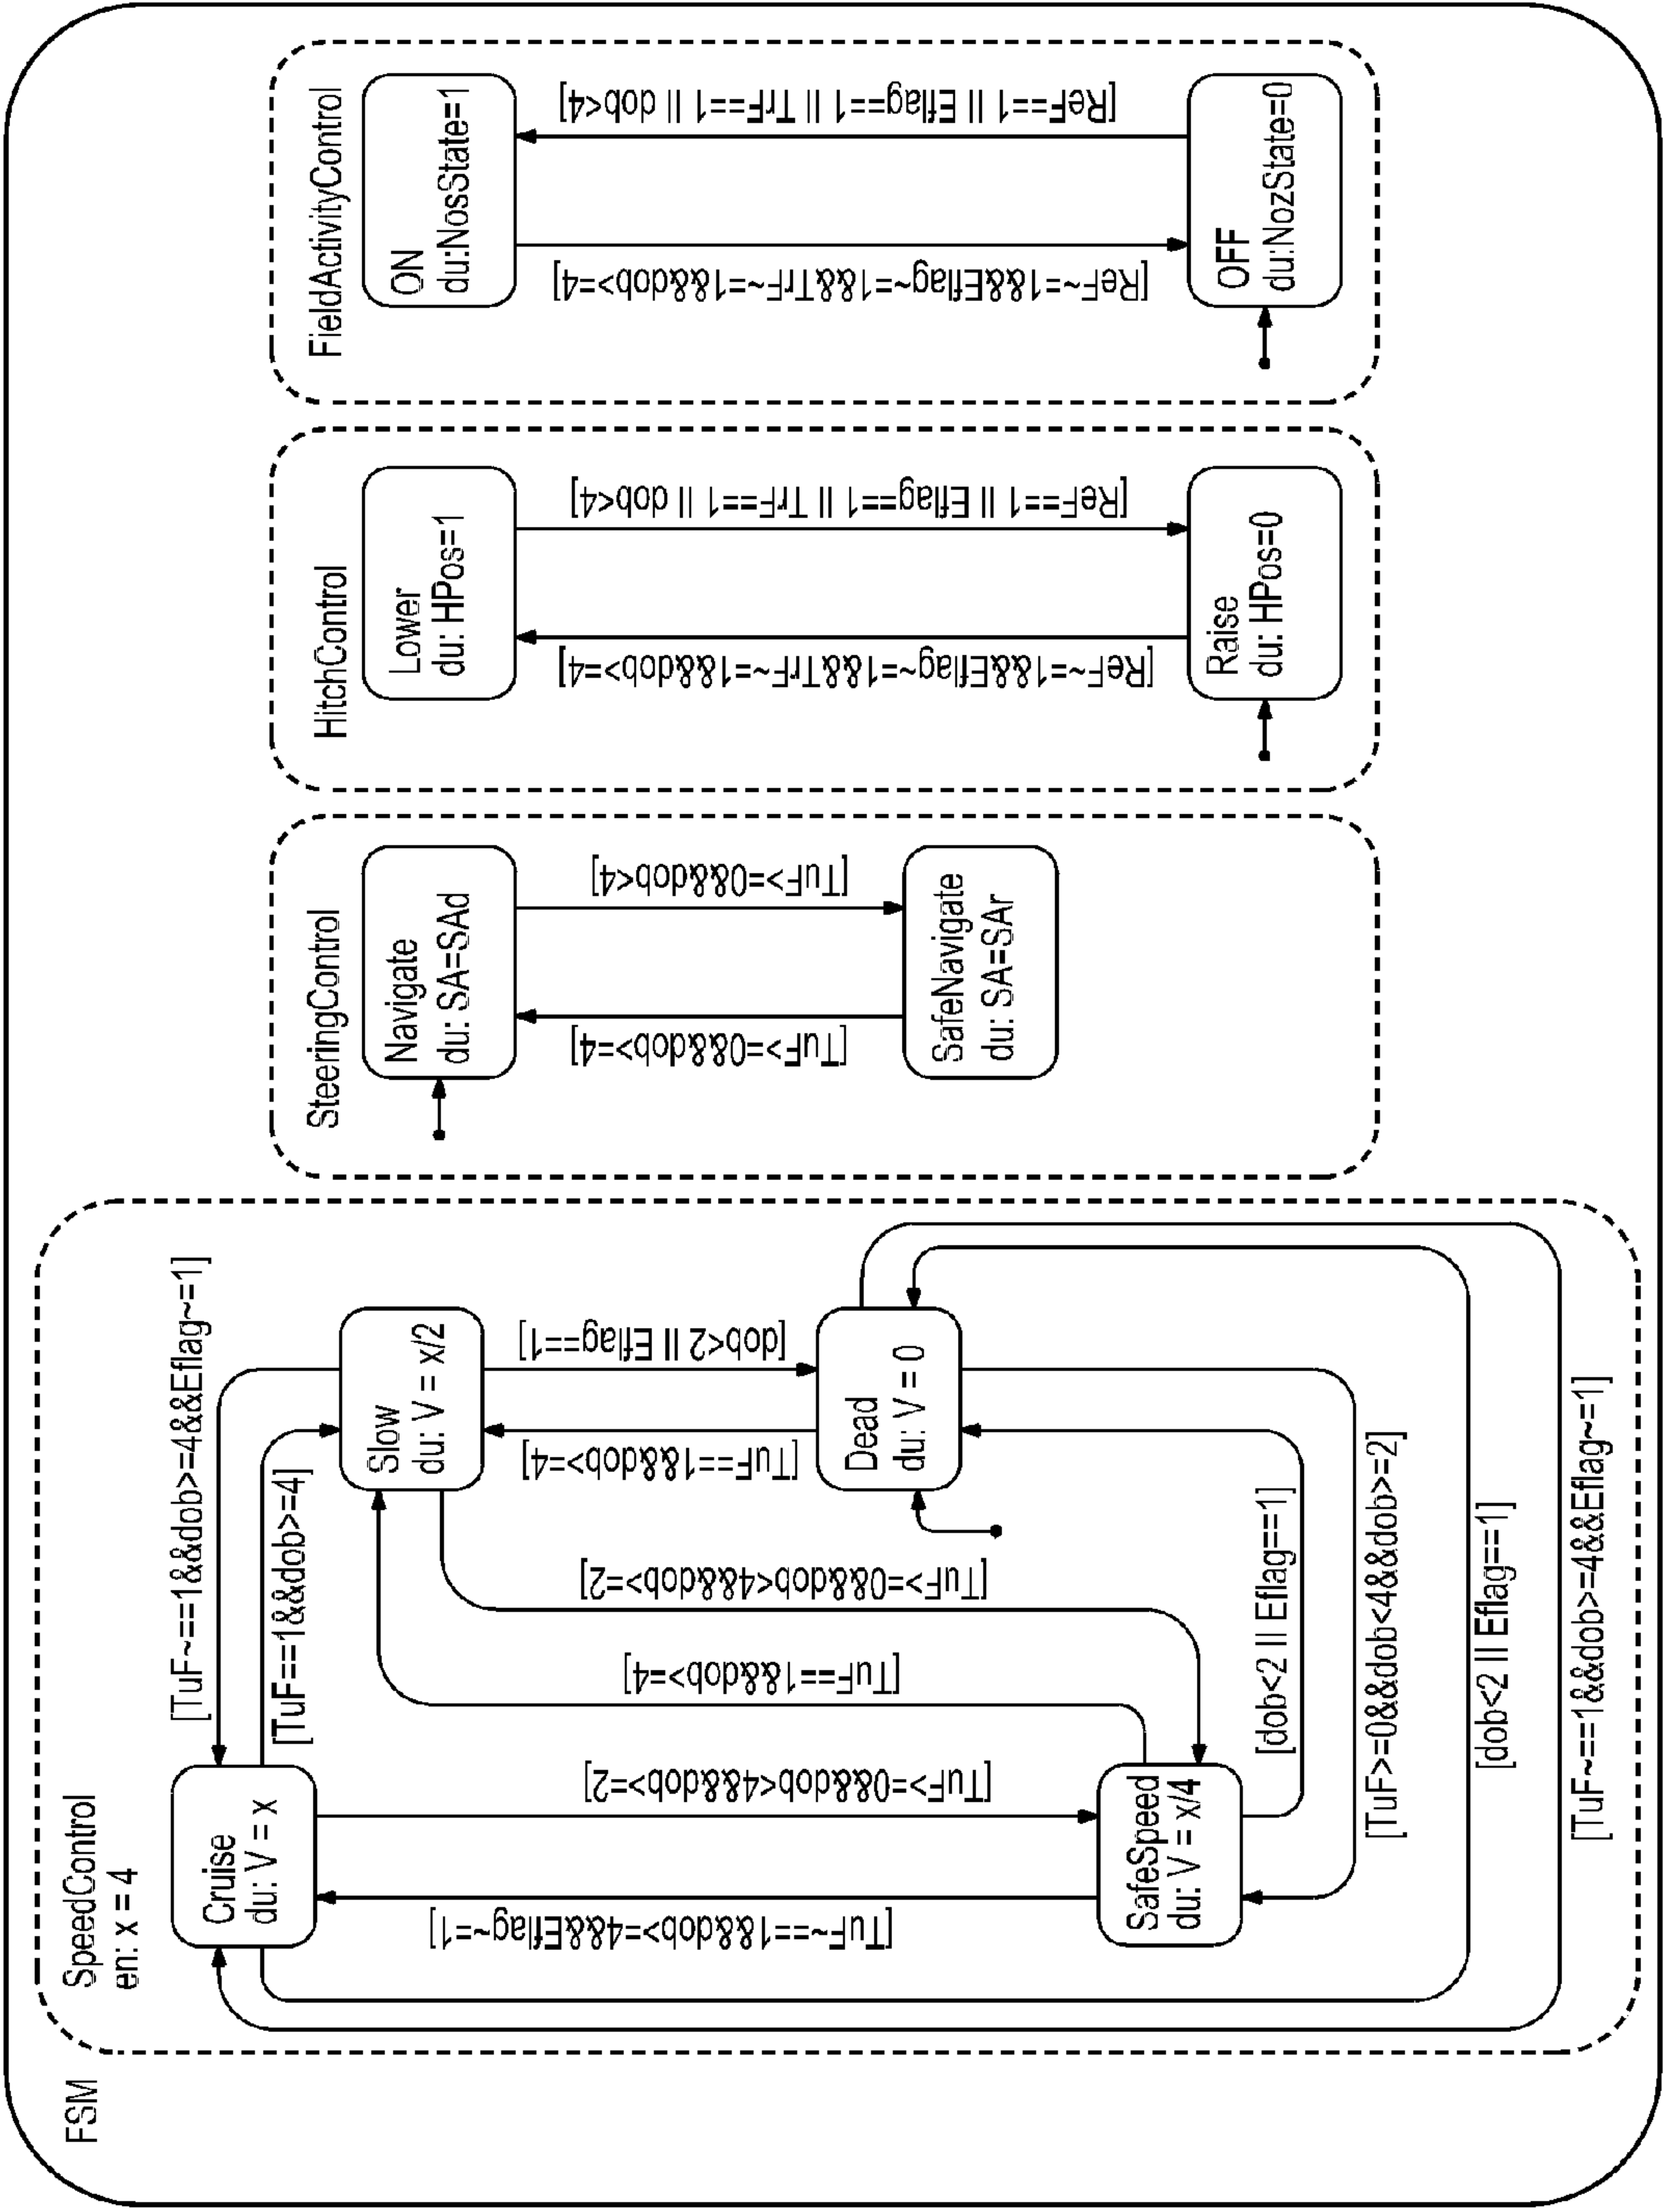 FSM
SpeedControl
en: x = 4
Cruise
du: V = x
[TuF~==1&&dob>=4&&Eflag~=1]
[TuF==1&&dob>=4]
Slow
du: V = x/2
[TuF>=0&&dob<4&&dob>=2]
[TuF~==1&&dob>=4&&Eflag~=1]
[TuF==1&&dob>=4]
[TuF>=0&&dob<4&&dob>=2]
[TuF==1&&dob>=4]
[dob<2 || Eflag==1]
Dead
du: V = 0
SafeSpeed
du: V = x/4
[dob<2 || Eflag==1]
[TuF>=0&&dob<4&&dob>=2]
[dob<2 || Eflag==1]
[TuF~==1&&dob>=4&&Eflag~=1]
SteeringControl
Navigate
du: SA=SAd
[TuF>=0&&dob>=4]
[TuF>=0&&dob<4]
SafeNavigate
du: SA=SAr
HitchControl
Lower
du: HPos=1
[ReF~=1&&Eflag~=1&&TrF~=1&&dob>=4]
[ReF==1 || Eflag==1 || TrF==1 || dob<4]
Raise
du: HPos=0
FieldActivityControl
ON
du:NosState=1
[ReF~=1&&Eflag~=1&&TrF~=1&&dob>=4]
[ReF==1 || Eflag==1 || TrF==1 || dob<4]
OFF
du:NozState=0